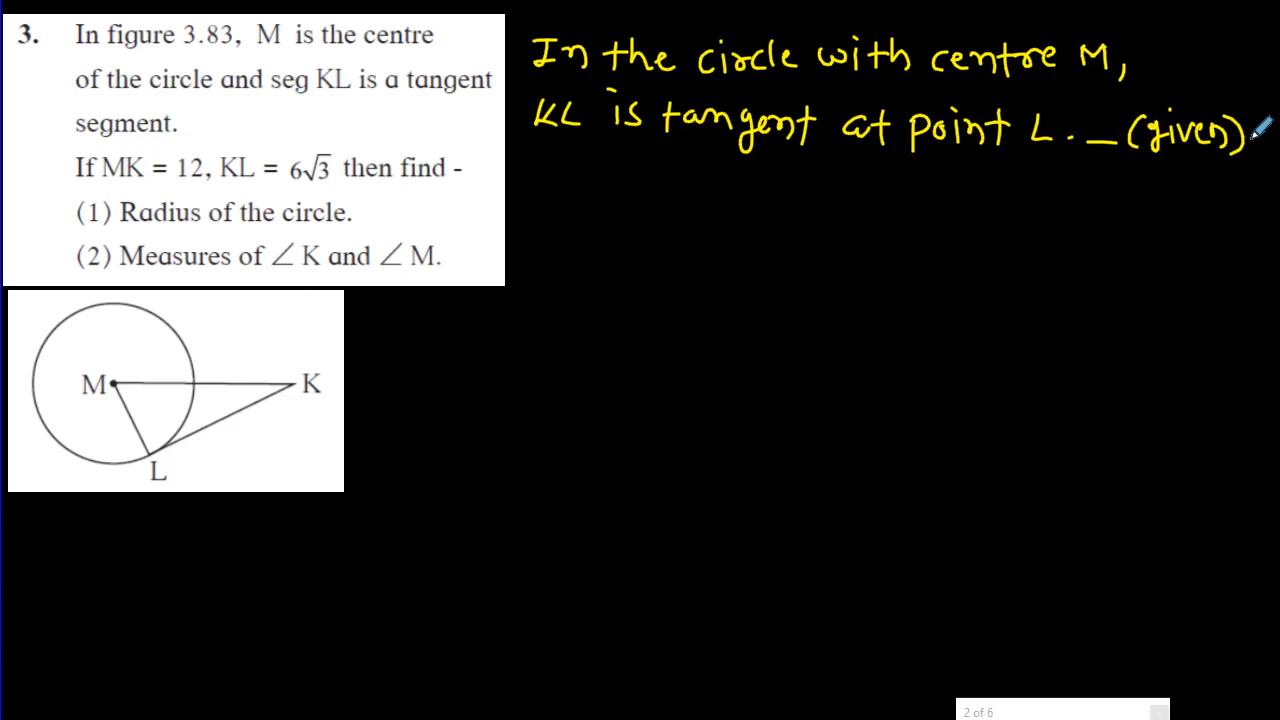 3. In figure 3.83, M is the centre
of the circle and seg KL is a tangent
segment.
If MK = 12, KL = 6√3 then find -
(1) Radius of the circle.
(2) Measures of ∠K and ∠M.
In the circle with centre M,
KL is tangent at point L. _ (given)
M
K
L
2 of 6